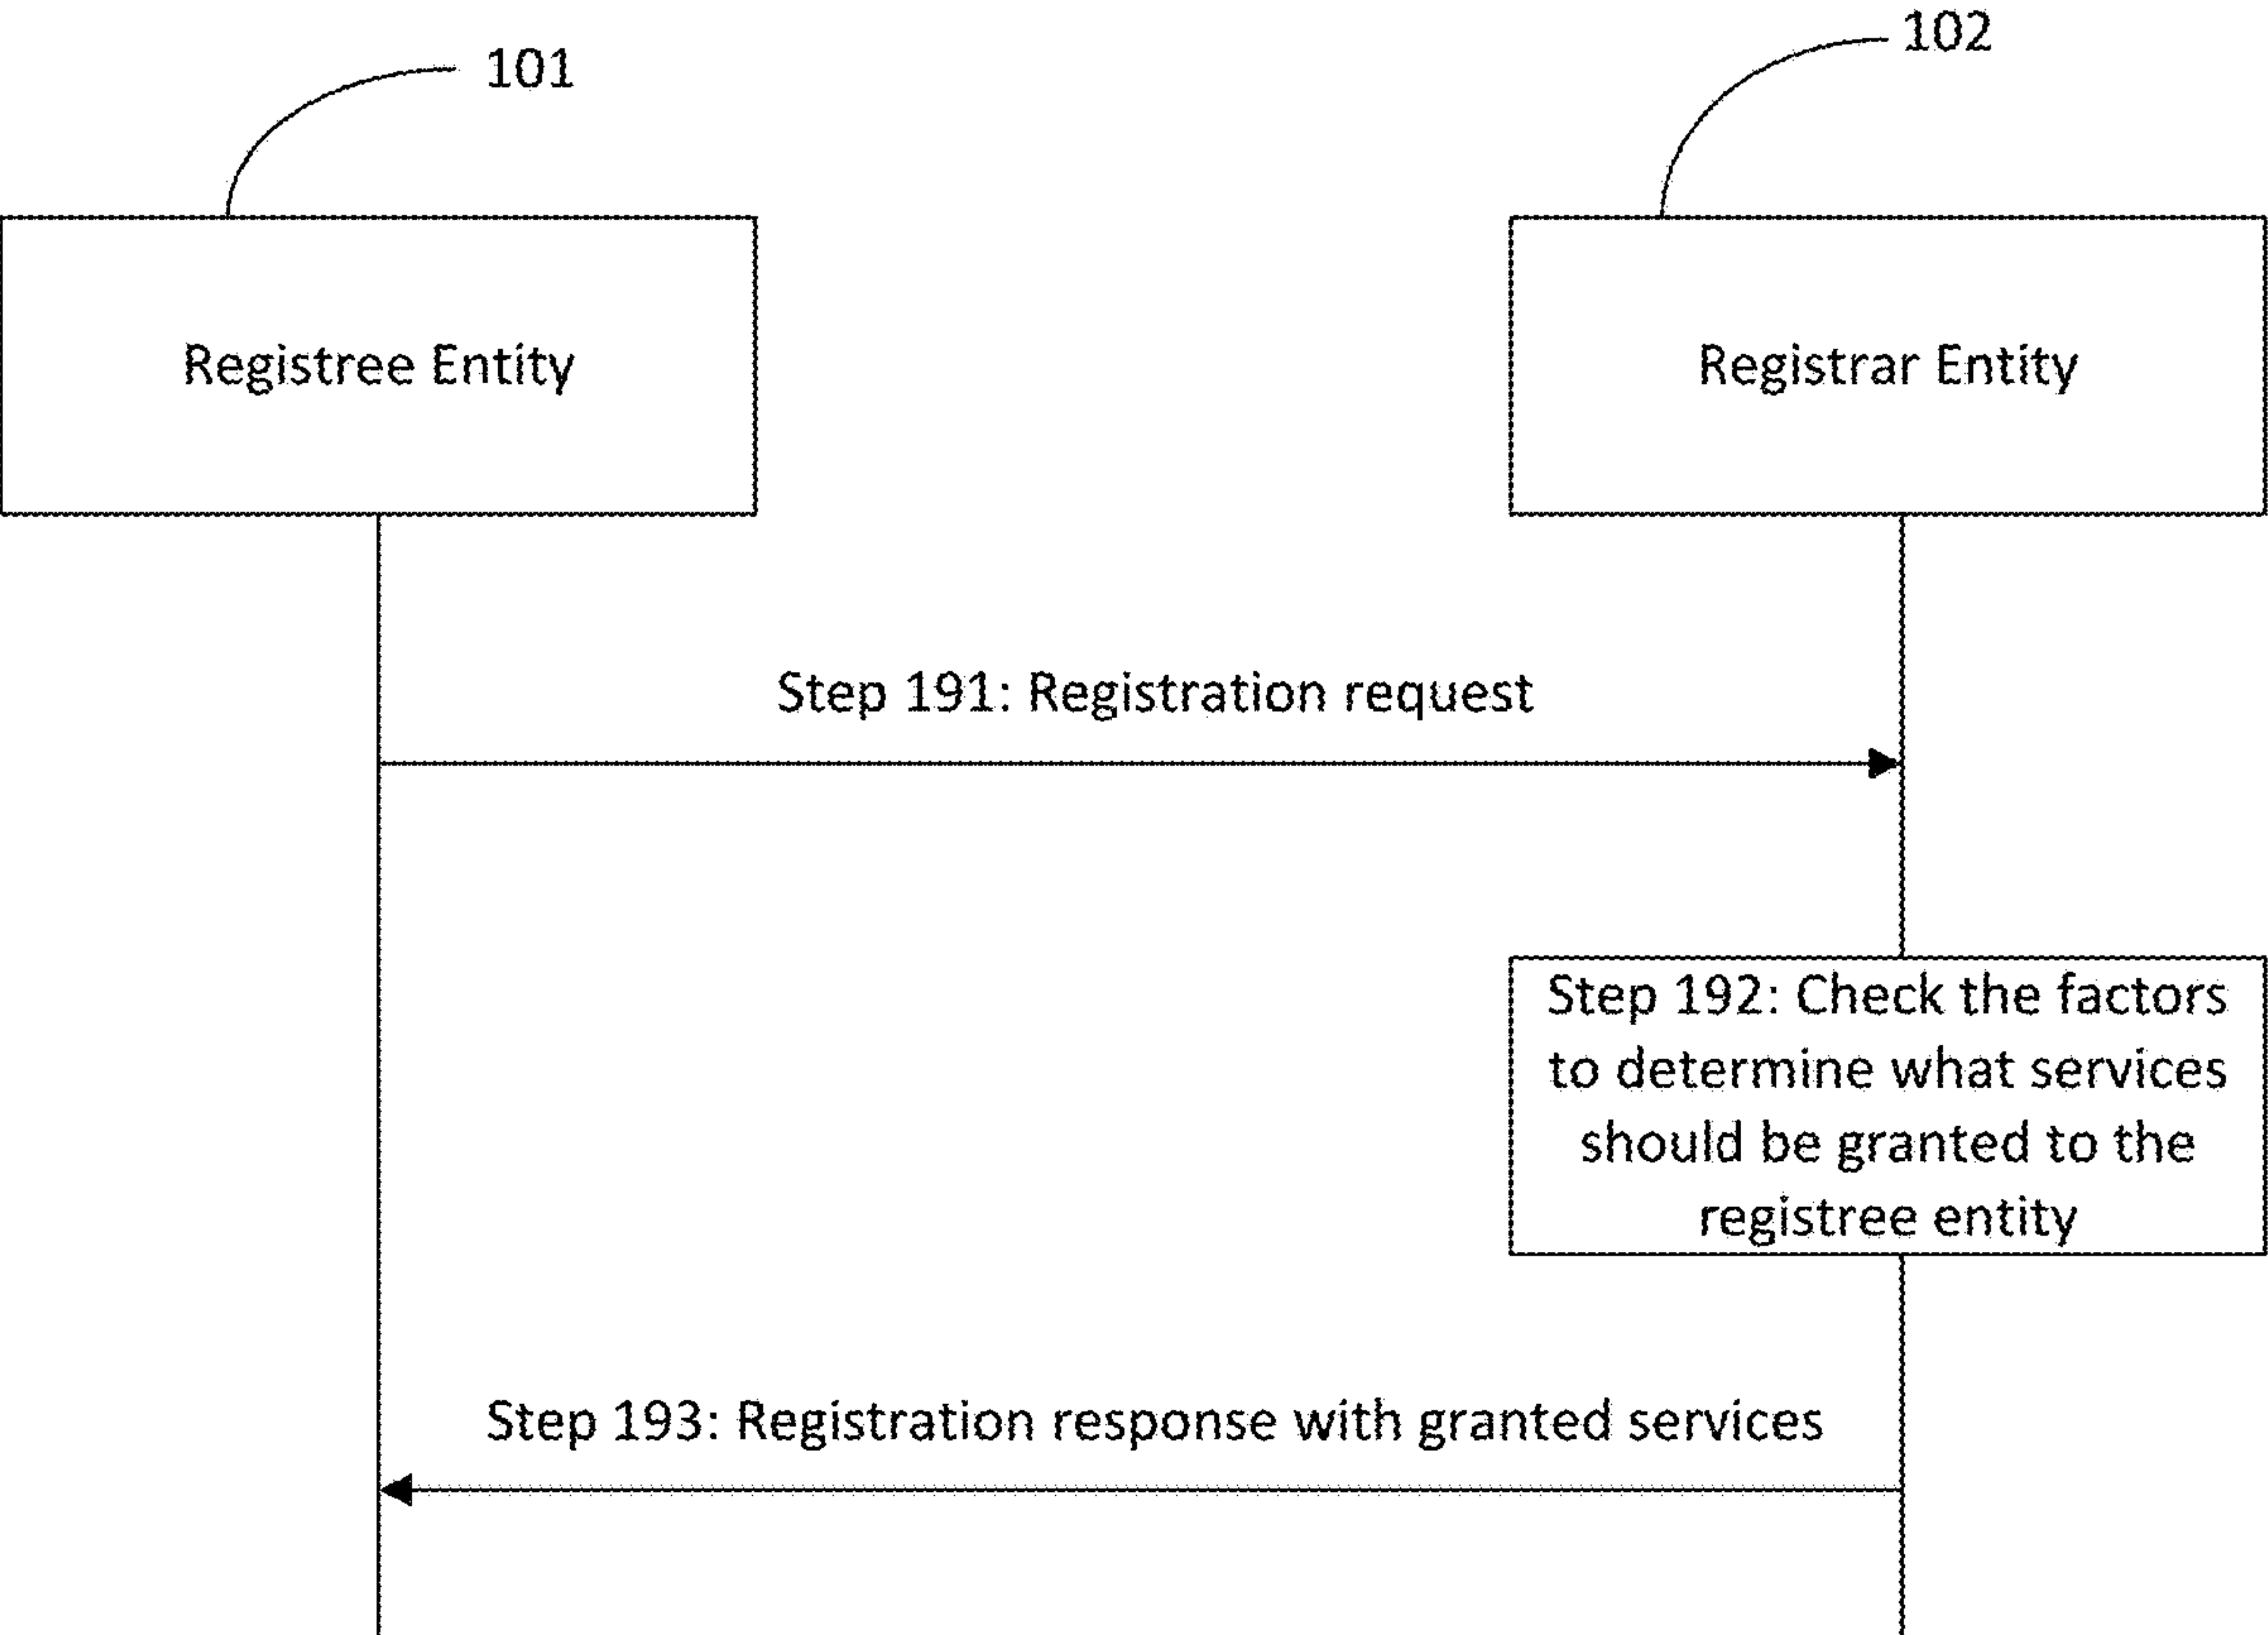 101
102
Registree Entity
Registrar Entity
Step 191: Registration request
Step 192: Check the factors
to determine what services
should be granted to the
registree entity
Step 193: Registration response with granted services